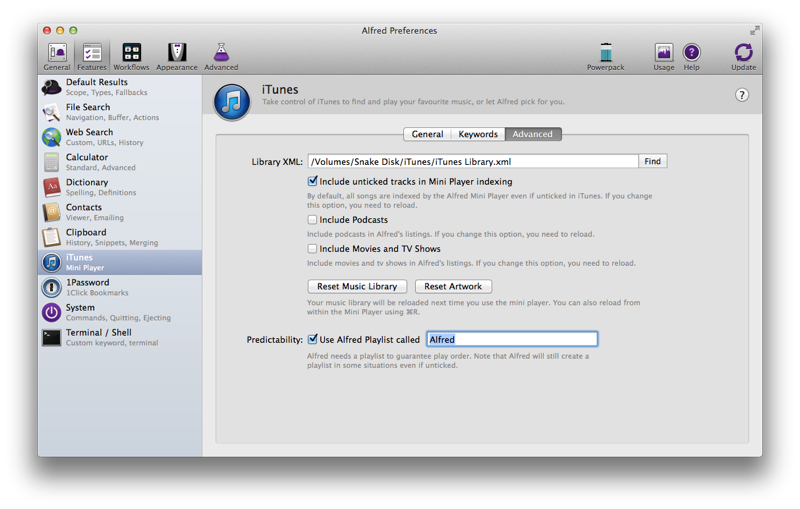 Alfred Preferences
General Features Workflows Appearance Advanced Powerpack Usage Help Update
Default Results
Scope, Types, Fallbacks
File Search
Navigation, Buffer, Actions
Web Search
Custom, URLs, History
Calculator
Standard, Advanced
Dictionary
Spelling, Definitions
Contacts
Viewer, Emailing
Clipboard
History, Snippets, Merging
iTunes
Mini Player
1Password
1Click Bookmarks
System
Commands, Quitting, Ejecting
Terminal / Shell
Custom keyword, terminal
iTunes
Take control of iTunes to find and play your favourite music, or let Alfred pick for you.
?
General Keywords Advanced
Library XML: /Volumes/Snake Disk/iTunes/iTunes Library.xml Find
Include unticked tracks in Mini Player indexing
By default, all songs are indexed by the Alfred Mini Player even if unticked in iTunes. If you change
this option, you need to reload.
Include Podcasts
Include podcasts in Alfred's listings. If you change this option, you need to reload.
Include Movies and TV Shows
Include movies and tv shows in Alfred's listings. If you change this option, you need to reload.
Reset Music Library Reset Artwork
Your music library will be reloaded next time you use the mini player. You can also reload from
within the Mini Player using ⌘R.
Predictability: Use Alfred Playlist called Alfred
Alfred needs a playlist to guarantee play order. Note that Alfred will still create a
playlist in some situations even if unticked.